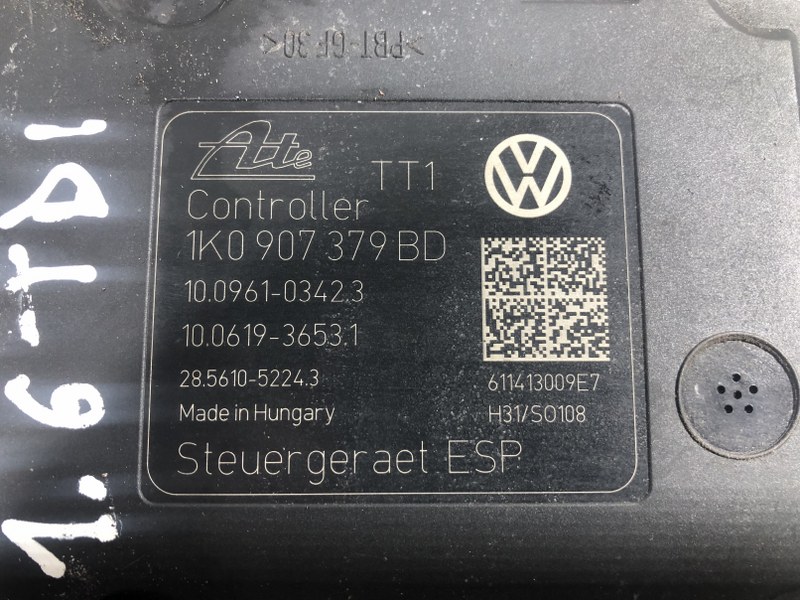 >PBT-GF30<
Ate
TT1
Controller
1K0 907 379 BD
10.0961-0342.3
10.0619-3653.1
28.5610-5224.3
611413009E7
Made in Hungary
H31/SO108
Steuergeraet ESP
1.6-TDI